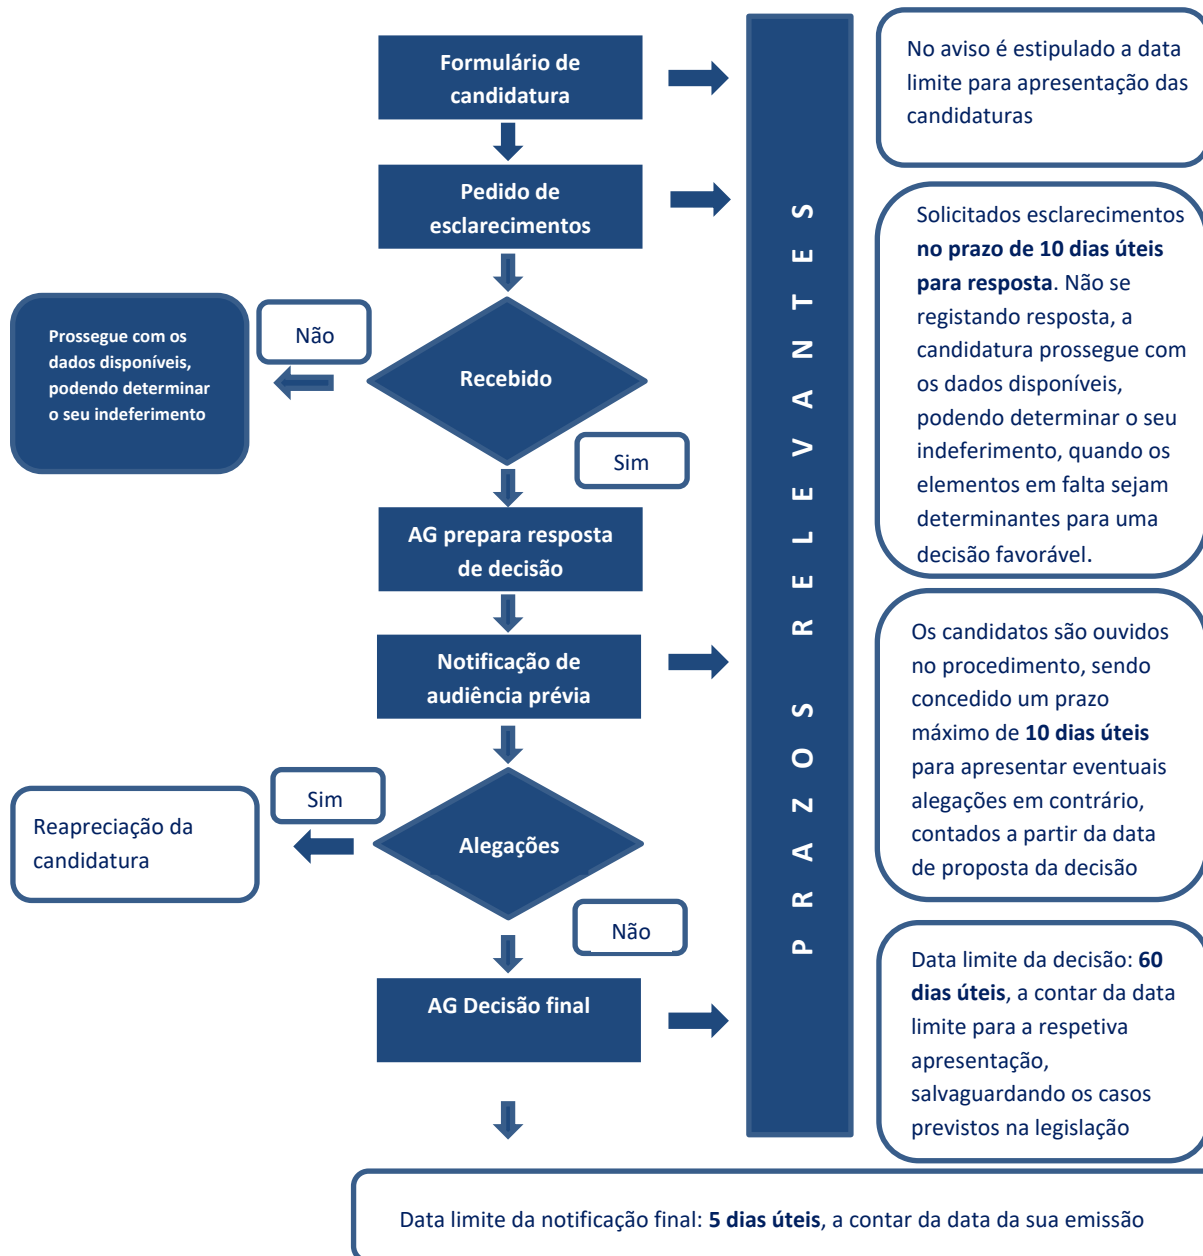 Formulário de
candidatura
No aviso é estipulado a data
limite para apresentação das
candidaturas
Pedido de
esclarecimentos
Solicitados esclarecimentos
no prazo de 10 dias úteis
para resposta. Não se
registando resposta, a
candidatura prossegue com
os dados disponíveis,
podendo determinar o seu
indeferimento, quando os
elementos em falta sejam
determinantes para uma
decisão favorável.
Não
Prossegue com os
dados disponíveis,
podendo determinar
o seu indeferimento
Recebido
Sim
AG prepara resposta
de decisão
Notificação de
audiência prévia
Os candidatos são ouvidos
no procedimento, sendo
concedido um prazo
máximo de 10 dias úteis
para apresentar eventuais
alegações em contrário,
contados a partir da data
de proposta da decisão
Sim
Reapreciação da
candidatura
Alegações
Não
AG Decisão final
Data limite da decisão: 60
dias úteis, a contar da data
limite para a respetiva
apresentação,
salvaguardando os casos
previstos na legislação
PRAZOS RELEVANTES
Data limite da notificação final: 5 dias úteis, a contar da data da sua emissão